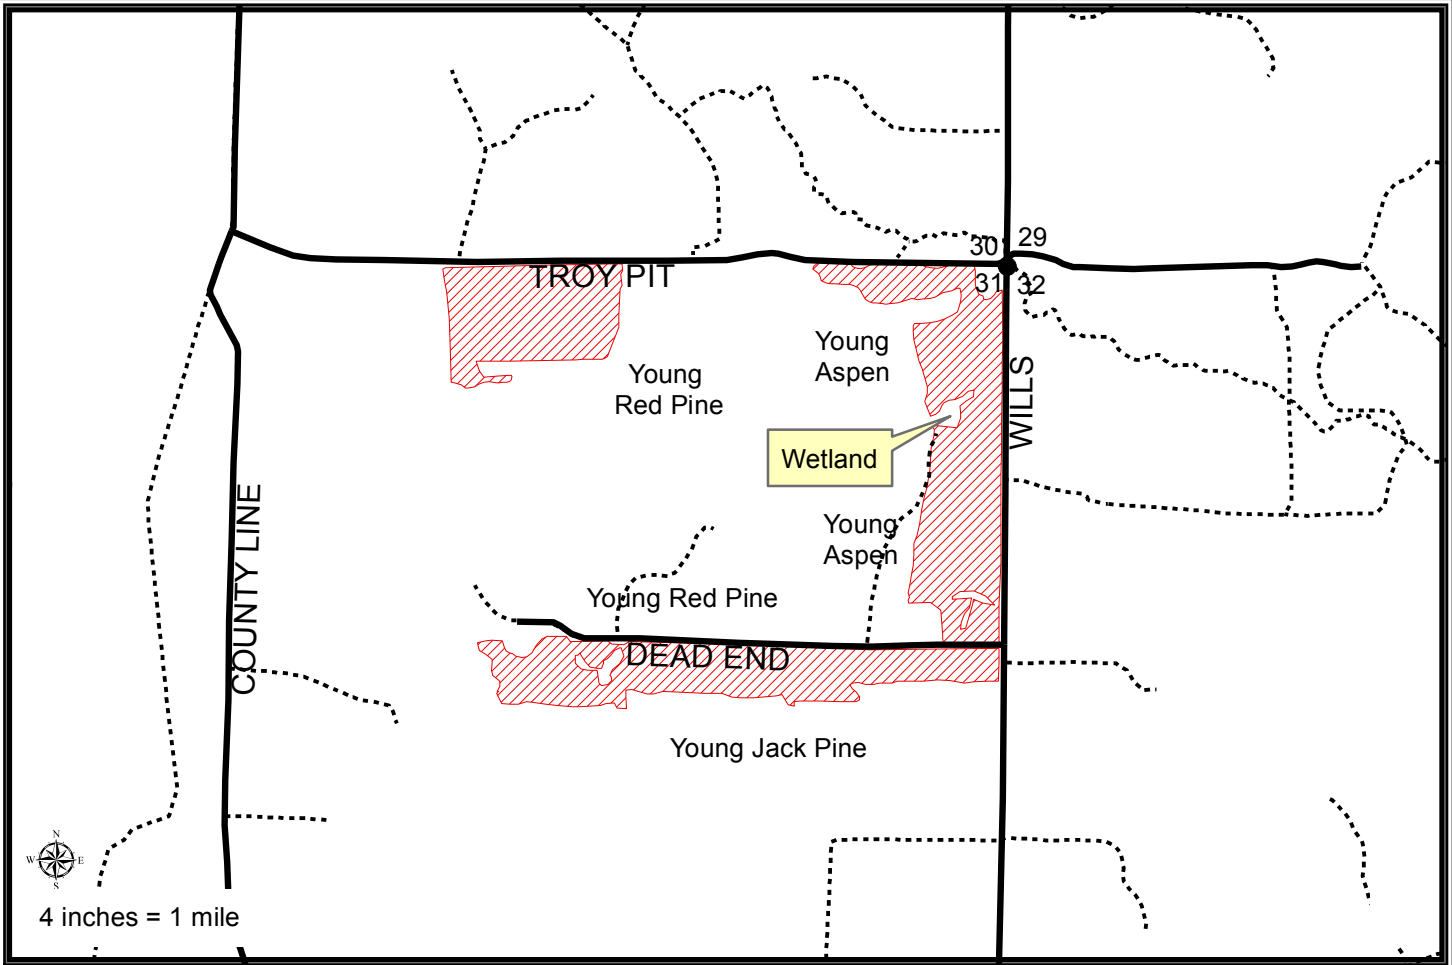 30
29
TROY PIT
31
32
Young
Aspen
Young
Red Pine
WILLS
Wetland
COUNTY LINE
Young
Aspen
Young Red Pine
DEAD END
Young Jack Pine
N
W
E
S
4 inches = 1 mile